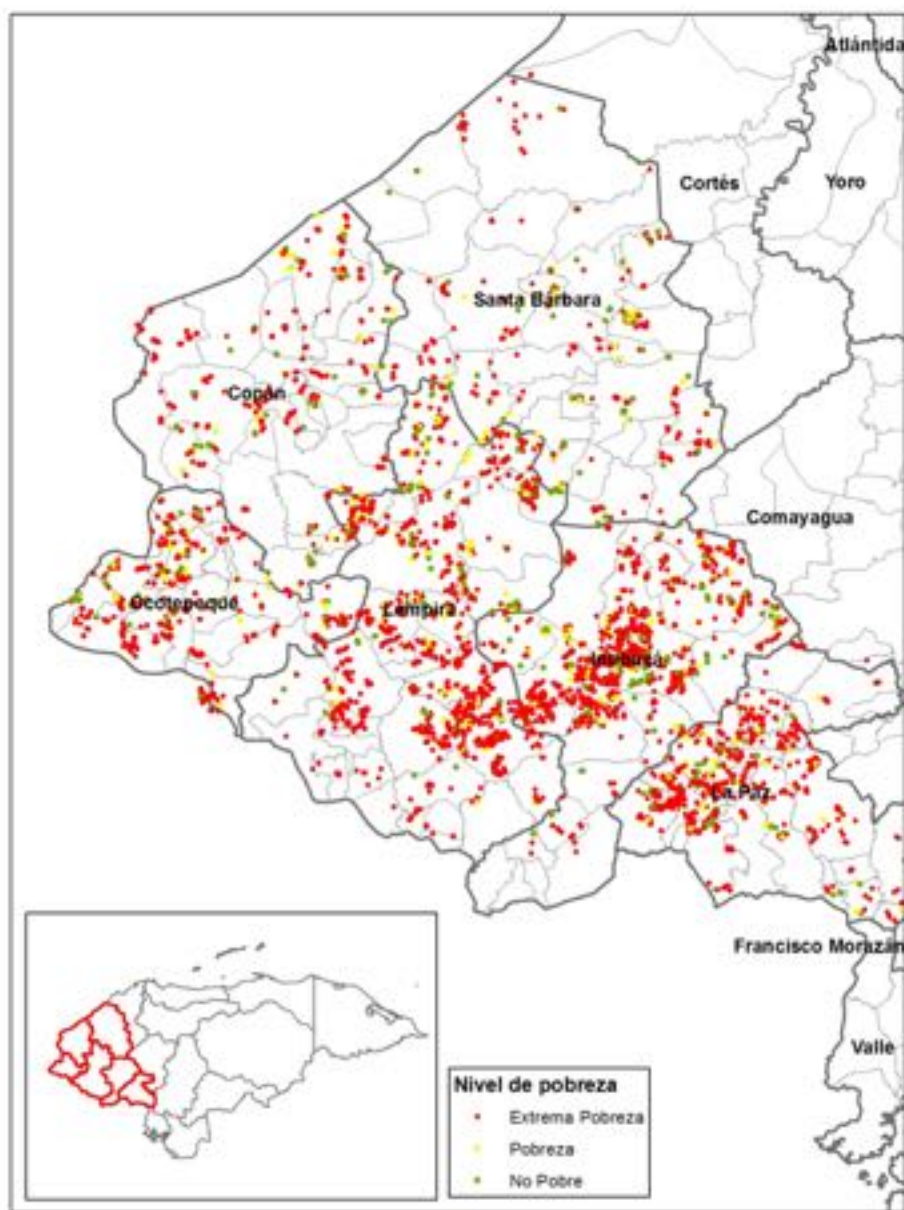 Atlántida
Cortés
Yoro
Santa Bárbara
Copán
Comayagua
Ocotepeque
Lempira
Intibucá
La Paz
Francisco Morazán
Valle
Nivel de pobreza
Extrema Pobreza
Pobreza
No Pobre